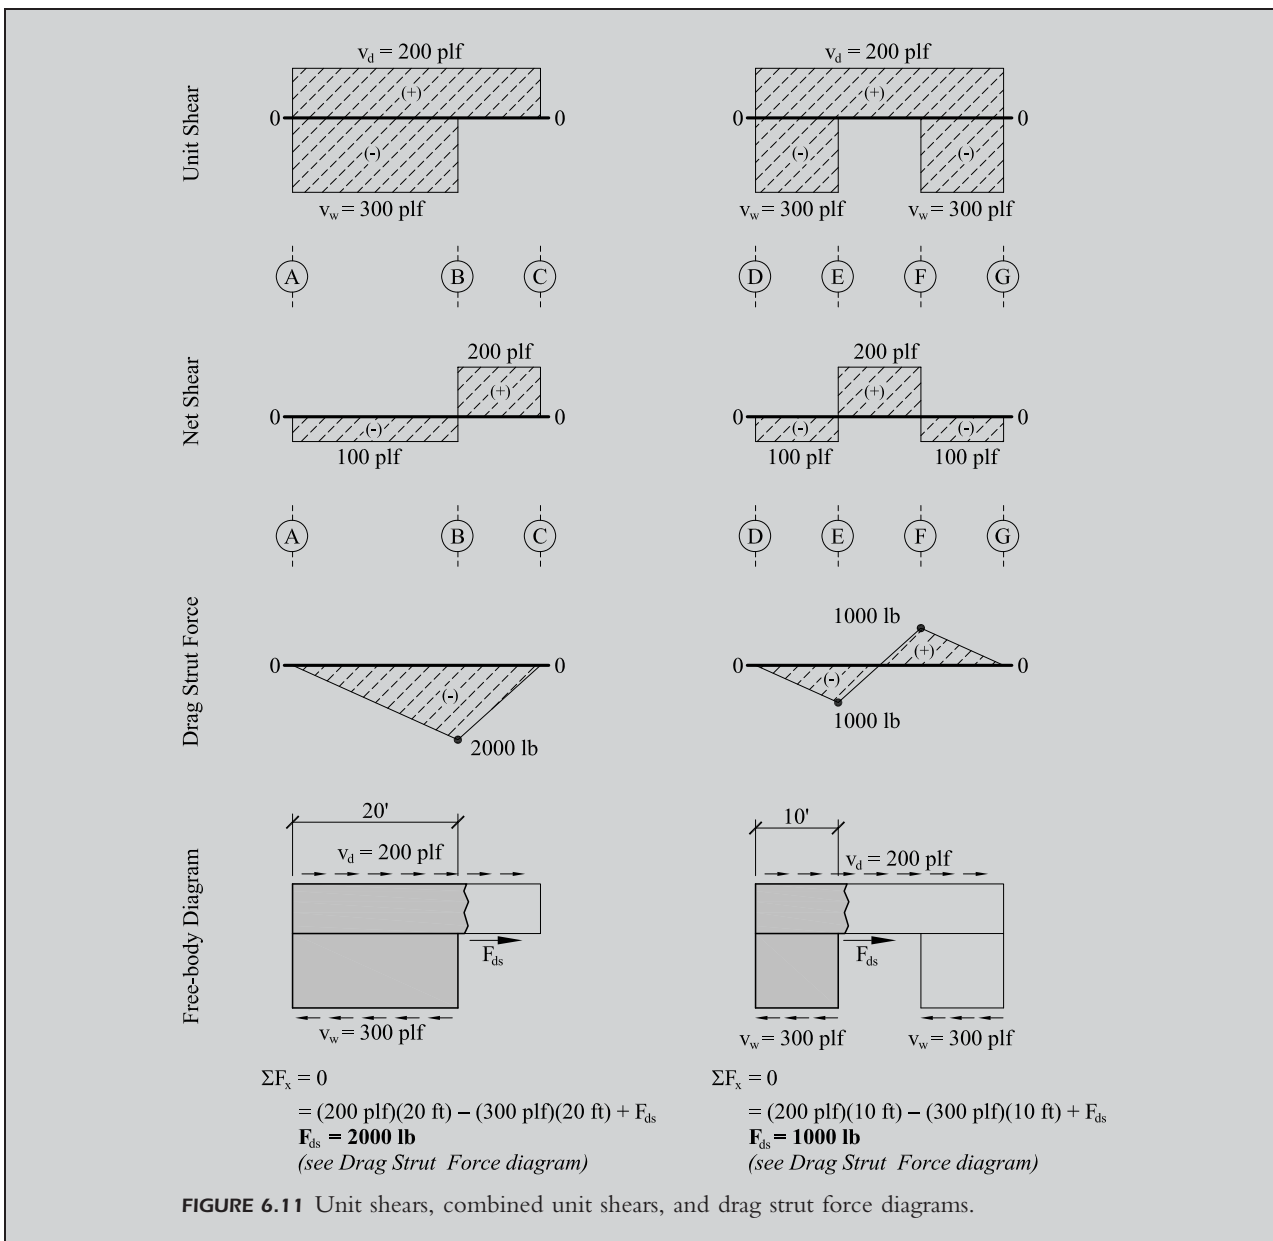 v_d = 200 plf
v_d = 200 plf
Unit Shear
(+)
(+)
0
0
0
0
(-)
(-)
(-)
v_w = 300 plf
v_w = 300 plf
v_w = 300 plf
A
B
C
D
E
F
G
Net Shear
200 plf
200 plf
(+)
(+)
0
0
0
0
(-)
(-)
(-)
100 plf
100 plf
100 plf
A
B
C
D
E
F
G
Drag Strut Force
1000 lb
(+)
0
0
0
0
(-)
(-)
2000 lb
1000 lb
Free-body Diagram
20'
10'
v_d = 200 plf
v_d = 200 plf
F_ds
F_ds
v_w = 300 plf
v_w = 300 plf
v_w = 300 plf
ΣF_x = 0
= (200 plf)(20 ft) – (300 plf)(20 ft) + F_ds
F_ds = 2000 lb
(see Drag Strut Force diagram)
ΣF_x = 0
= (200 plf)(10 ft) – (300 plf)(10 ft) + F_ds
F_ds = 1000 lb
(see Drag Strut Force diagram)
FIGURE 6.11 Unit shears, combined unit shears, and drag strut force diagrams.